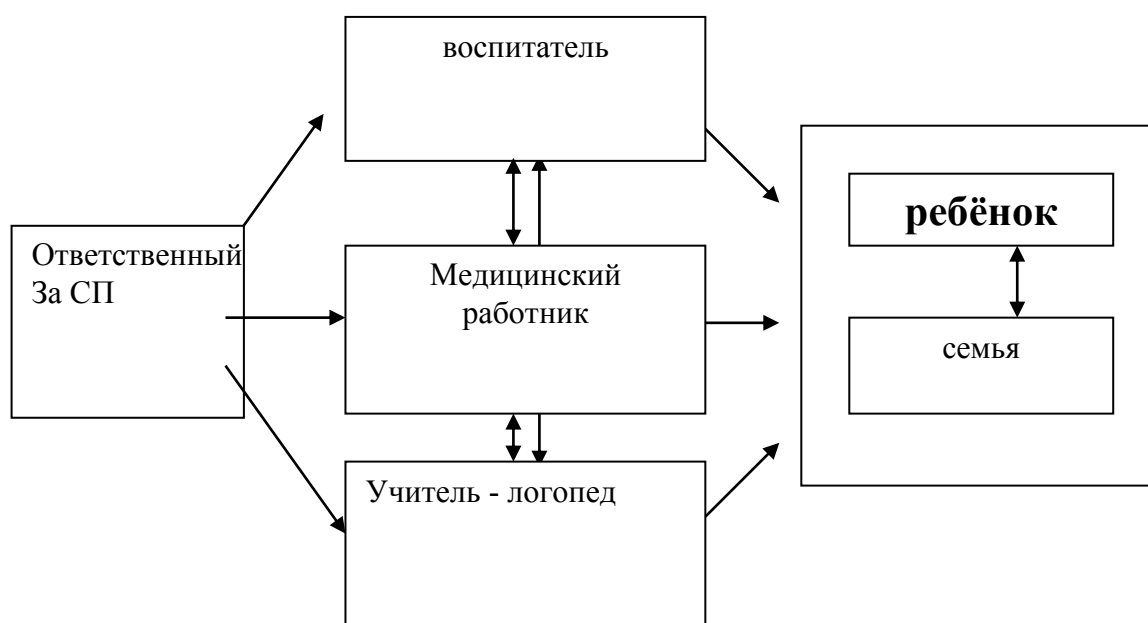 воспитатель
ребёнок
Ответственный
За СП
Медицинский
работник
семья
Учитель - логопед